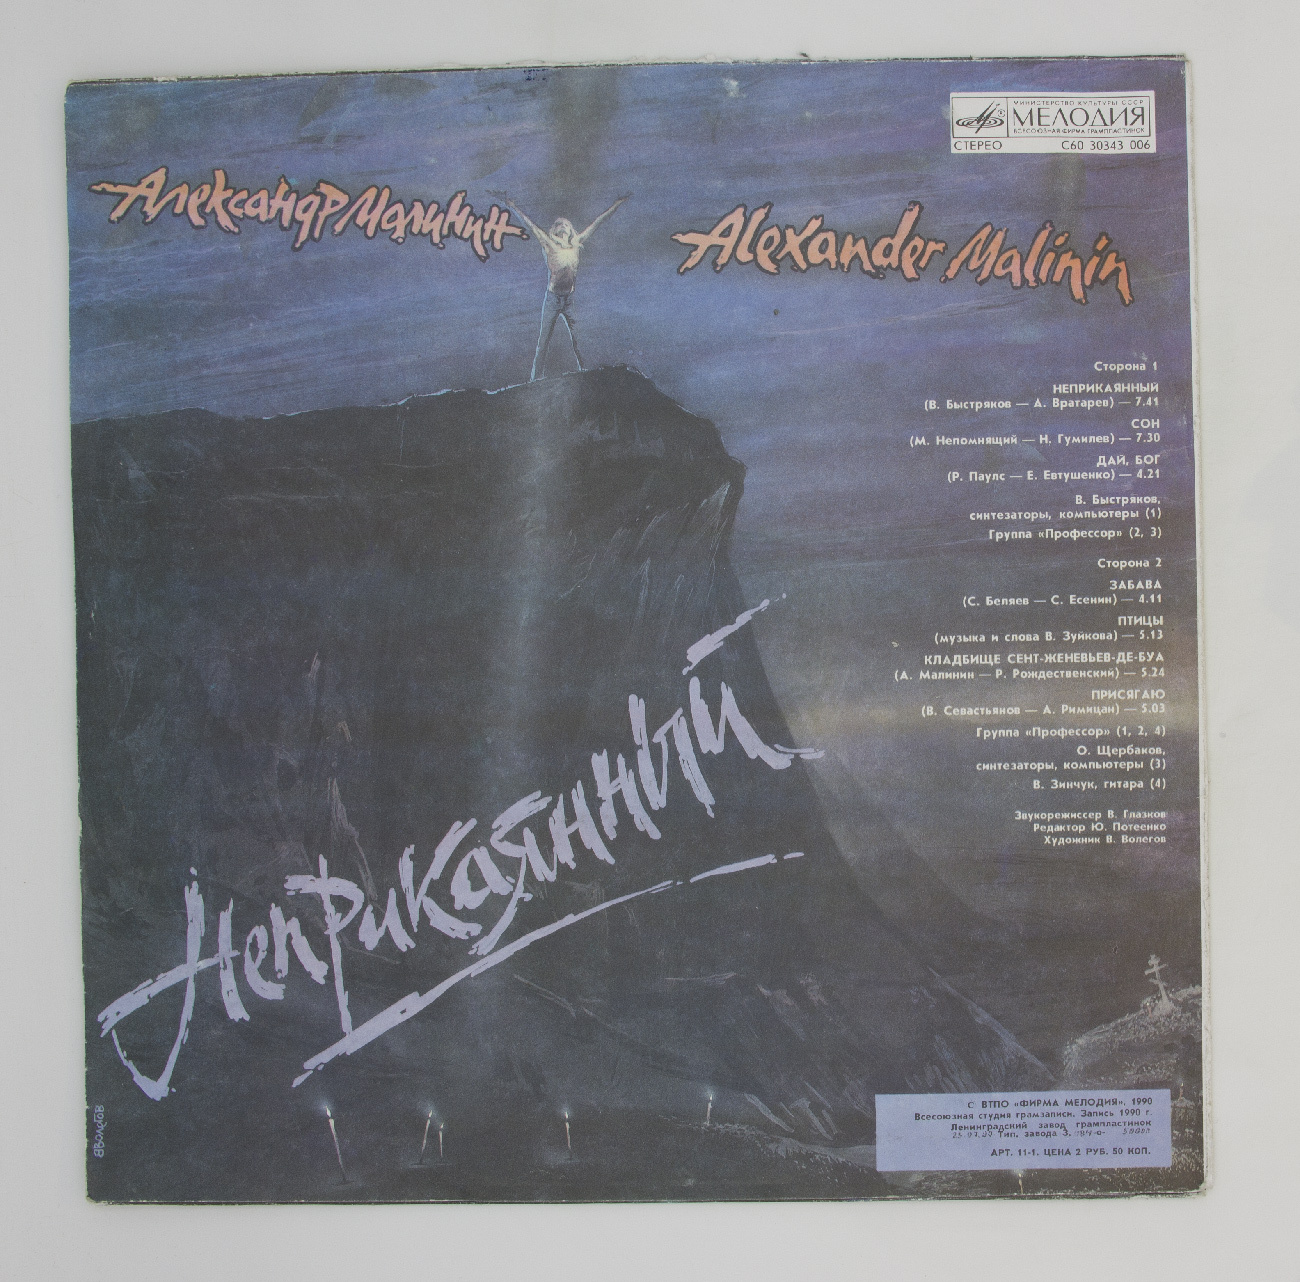 МИНИСТЕРСТВО КУЛЬТУРЫ СССР
МЕЛОДИЯ
ВСЕСОЮЗНАЯ ФИРМА ГРАМПЛАСТИНОК
СТЕРЕО С60 30343 006
Александр Малинин
Alexander Malinin
Сторона 1
НЕПРИКАЯННЫЙ
(В. Быстряков — А. Вратарев) — 7.41
СОН
(М. Непомнящий — Н. Гумилев) — 7.30
ДАЙ, БОГ
(Р. Паулс — Е. Евтушенко) — 4.21
В. Быстряков,
синтезаторы, компьютеры (1)
Группа «Профессор» (2, 3)
Сторона 2
ЗАБАВА
(С. Беляев — С. Есенин) — 4.11
ПТИЦЫ
(музыка и слова В. Зуйкова) — 5.13
КЛАДБИЩЕ СЕНТ-ЖЕНЕВЬЕВ-ДЕ-БУА
(А. Малинин — Р. Рождественский) — 5.24
ПРИСЯГАЮ
(В. Севастьянов — А. Римицан) — 5.03
Группа «Профессор» (1, 2, 4)
О. Щербаков,
синтезаторы, компьютеры (3)
В. Зинчук, гитара (4)
Звукорежиссер В. Глазков
Редактор Ю. Потеенко
Художник В. Волегов
Неприкаянный
ВВОЛЕГОВ
С ВТПО «ФИРМА МЕЛОДИЯ», 1990
Всесоюзная студия грамзаписи. Запись 1990 г.
Ленинградский завод грампластинок
Тип. завода З.
АРТ. 11-1. ЦЕНА 2 РУБ. 50 КОП.